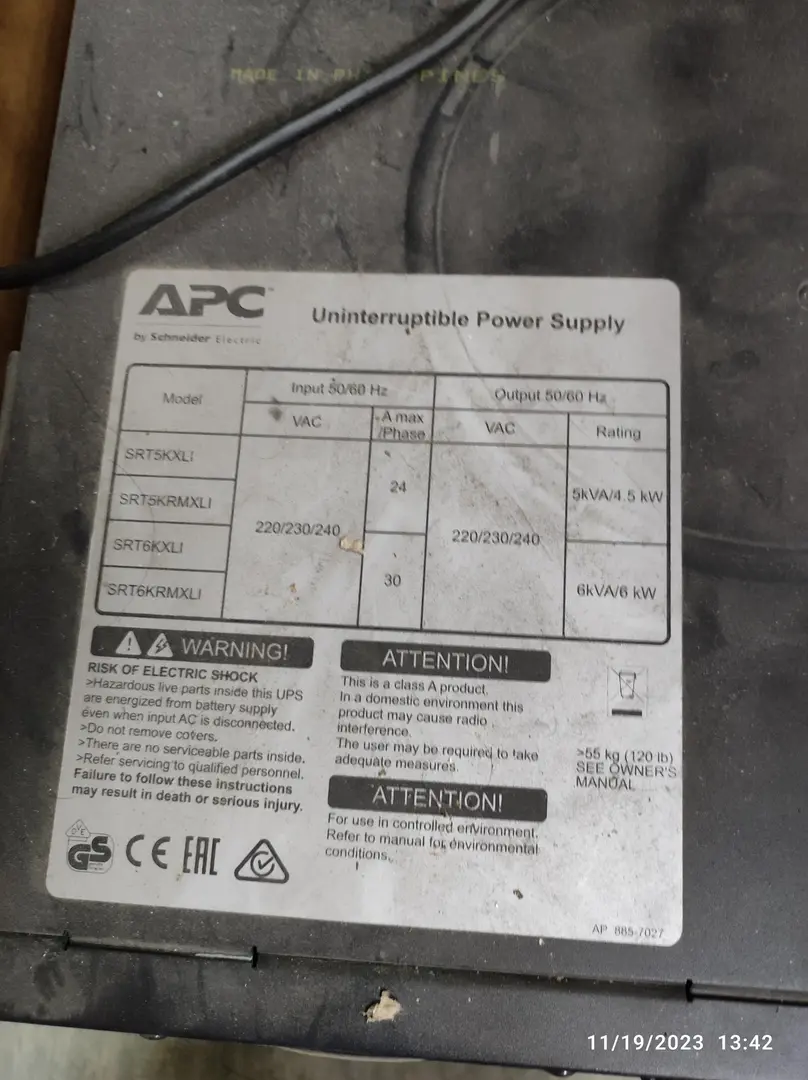 MADE IN PH PINES
APC
by Schneider Electric
Uninterruptible Power Supply
Model
Input 50/60 Hz
Output 50/60 Hz
VAC
A max
/Phase
VAC
Rating
SRT5KXLI
SRT5KRMXLI
SRT6KXLI
SRT6KRMXLI
220/230/240
24
30
220/230/240
5kVA/4.5 kW
6kVA/6 kW
WARNING!
RISK OF ELECTRIC SHOCK
>Hazardous live parts inside this UPS
are energized from battery supply
even when input AC is disconnected.
>Do not remove covers.
>There are no serviceable parts inside.
>Refer servicing to qualified personnel.
Failure to follow these instructions
may result in death or serious injury.
ATTENTION!
This is a class A product.
In a domestic environment this
product may cause radio
interference.
The user may be required to take
adequate measures.
ATTENTION!
For use in controlled environment.
Refer to manual for environmental
conditions.
>55 kg (120 lb)
SEE OWNER'S
MANUAL
GS
CE
EAC
AP 885-7027
11/19/2023 13:42